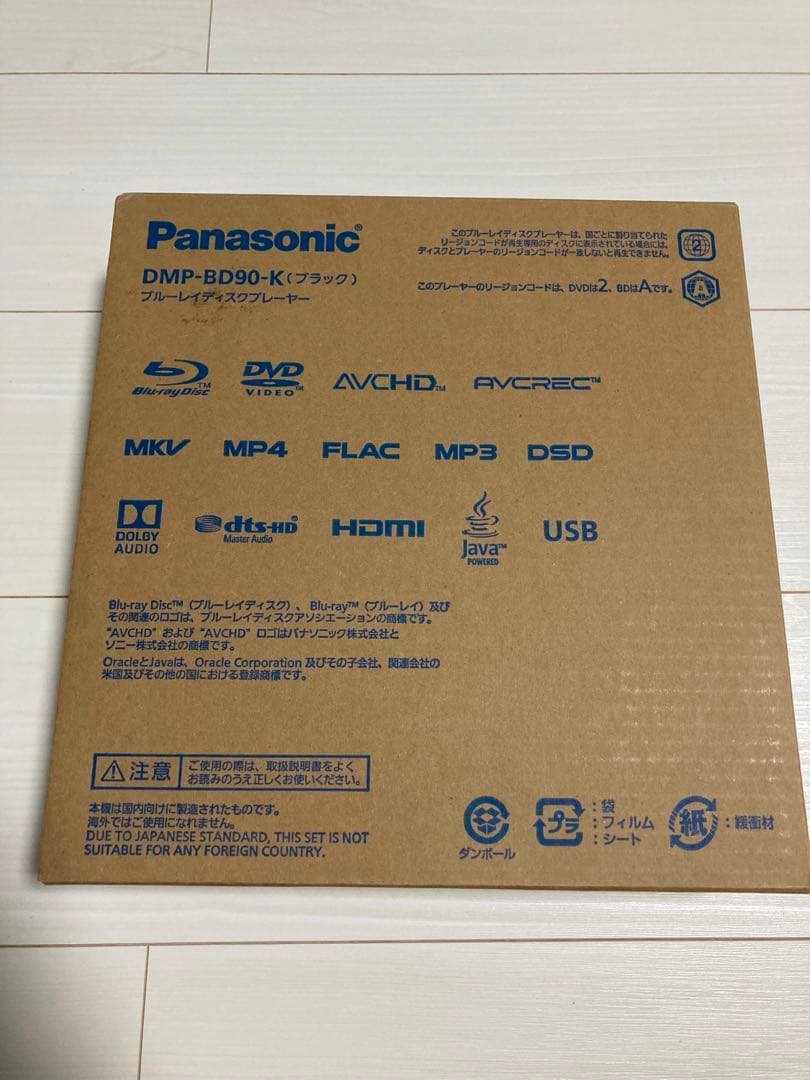 Panasonic®
DMP-BD90-K(ブラック)
ブルーレイディスクプレーヤー
このブルーレイディスクプレーヤーは、国ごとに割り当てられた
リージョンコードが再生専用のディスクに表示されている場合には、
ディスクとプレーヤーのリージョンコードが一致しないと再生できません。
2
このプレーヤーのリージョンコードは、DVDは2、BDはAです。
A
Blu-ray Disc™
DVD VIDEO™
AVCHD™
AVCREC™
MKV MP4 FLAC MP3 DSD
DOLBY AUDIO
dts-HD® Master Audio
HDMI
Java™ POWERED
USB
Blu-ray Disc™(ブルーレイディスク)、Blu-ray™(ブルーレイ)及び
その関連のロゴは、ブルーレイディスクアソシエーションの商標です。
"AVCHD"および"AVCHD"ロゴはパナソニック株式会社と
ソニー株式会社の商標です。
OracleとJavaは、Oracle Corporation 及びその子会社、関連会社の
米国及びその他の国における登録商標です。
注意
ご使用の際は、取扱説明書をよく
お読みのうえ正しくお使いください。
本機は国内向けに製造されたものです。
海外ではご使用になれません。
DUE TO JAPANESE STANDARD, THIS SET IS NOT
SUITABLE FOR ANY FOREIGN COUNTRY.
ダンボール
プラ
:袋
:フィルム
:シート
紙
:緩衝材